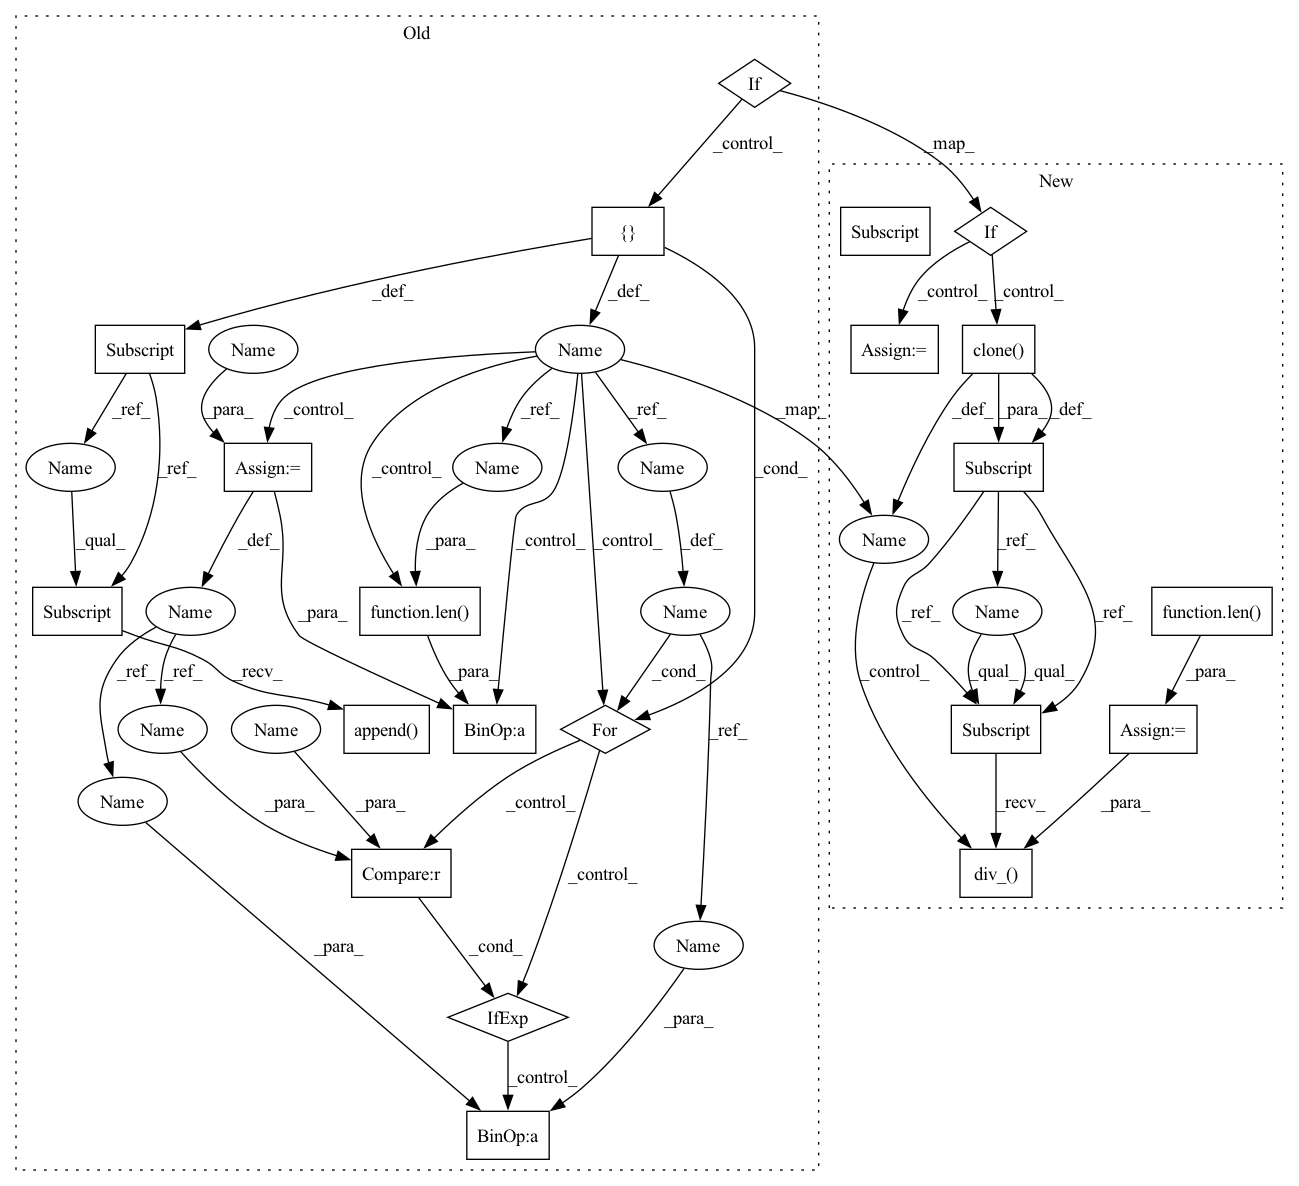 Old
If
_control_
_map_
New
{}
Subscript
If
_def_
_def_
_control_
_control_
Subscript
Name
Name
Assign:=
clone()
_ref_
_para_
_control_
_ref_
_ref_
_map_
_def_
_para_
_def_
Name
_ref_
Assign:=
_control_
Name
Name
_cond_
Subscript
_qual_
_def_
_para_
_control_
_control_
_def_
Name
_ref_
Subscript
Name
_para_
function.len()
Name
_control_
_ref_
Name
_ref_
function.len()
_ref_
_ref_
_recv_
_para_
_cond_
_qual_
_qual_
_para_
Name
Name
append()
BinOp:a
For
_ref_
Subscript
Assign:=
Name
_para_
_para_
_control_
_recv_
_para_
Compare:r
_control_
div_()
_para_
_cond_
Name
IfExp
_para_
_control_
BinOp:a